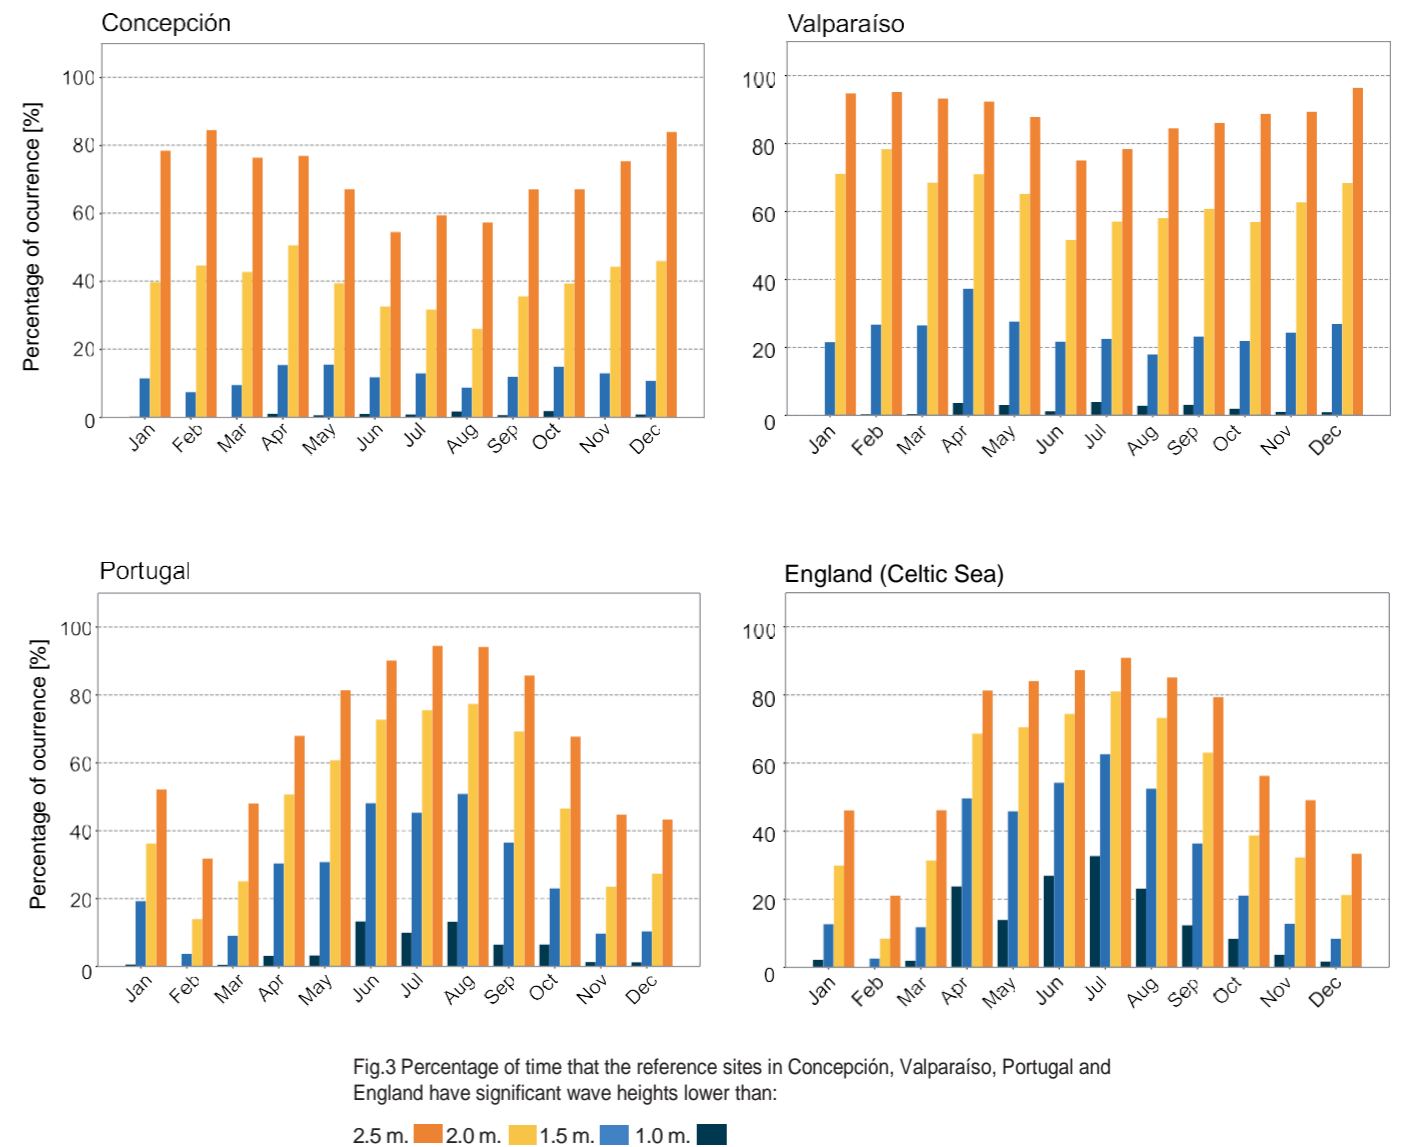 Concepción
Percentage of ocurrence [%]
100
80
60
40
20
0
Jan Feb Mar Apr May Jun Jul Aug Sep Oct Nov Dec
Valparaíso
100
80
60
40
20
0
Jan Feb Mar Apr May Jun Jul Aug Sep Oct Nov Dec
Portugal
Percentage of ocurrence [%]
100
80
60
40
20
0
Jan Feb Mar Apr May Jun Jul Aug Sep Oct Nov Dec
England (Celtic Sea)
100
80
60
40
20
0
Jan Feb Mar Apr May Jun Jul Aug Sep Oct Nov Dec
Fig.3 Percentage of time that the reference sites in Concepción, Valparaíso, Portugal and
England have significant wave heights lower than:
2.5 m. 2.0 m. 1.5 m. 1.0 m.